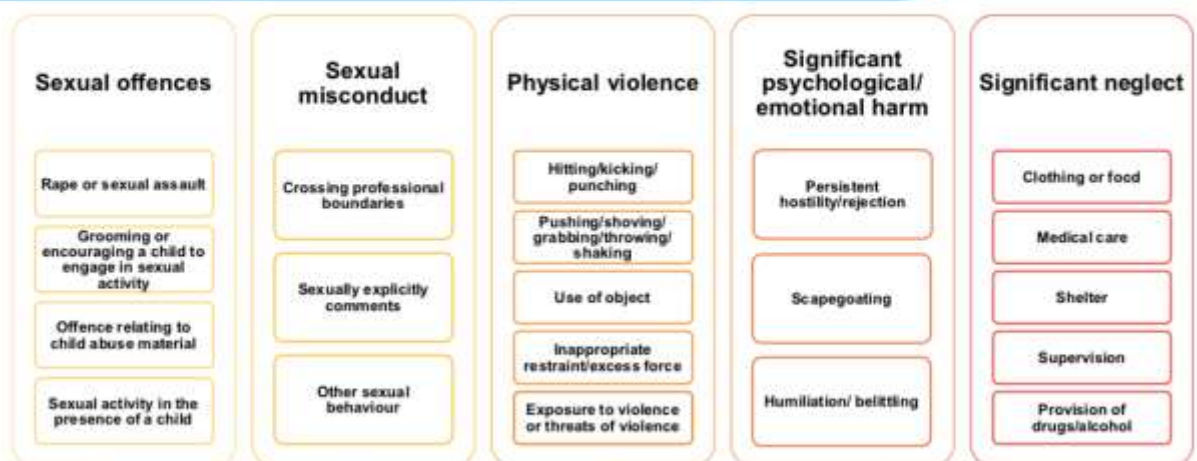 Sexual offences
Rape or sexual assault
Grooming or
encouraging a child to
engage in sexual
activity
Offence relating to
child abuse material
Sexual activity in the
presence of a child
Sexual
misconduct
Crossing professional
boundaries
Sexually explicitly
comments
Other sexual
behaviour
Physical violence
Hitting/kicking/
punching
Pushing/shoving/
grabbing/throwing/
shaking
Use of object
Inappropriate
restraint/excess force
Exposure to violence
or threats of violence
Significant
psychological/
emotional harm
Persistent
hostility/rejection
Scapegoating
Humiliation/ belittling
Significant neglect
Clothing or food
Medical care
Shelter
Supervision
Provision of
drugs/alcohol